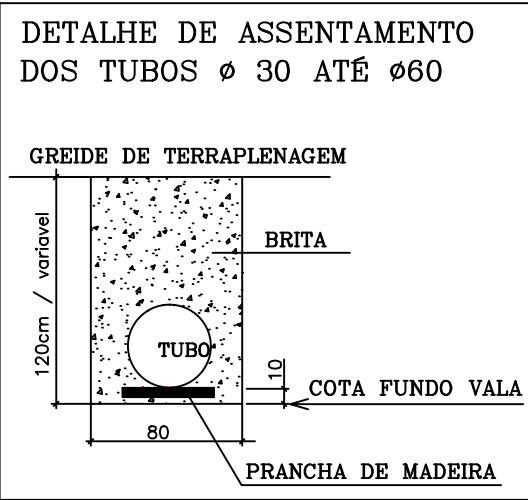 DETALHE DE ASSENTAMENTO
DOS TUBOS ø 30 ATÉ ø60
GREIDE DE TERRAPLENAGEM
120cm / variavel
BRITA
TUBO
10
COTA FUNDO VALA
80
PRANCHA DE MADEIRA